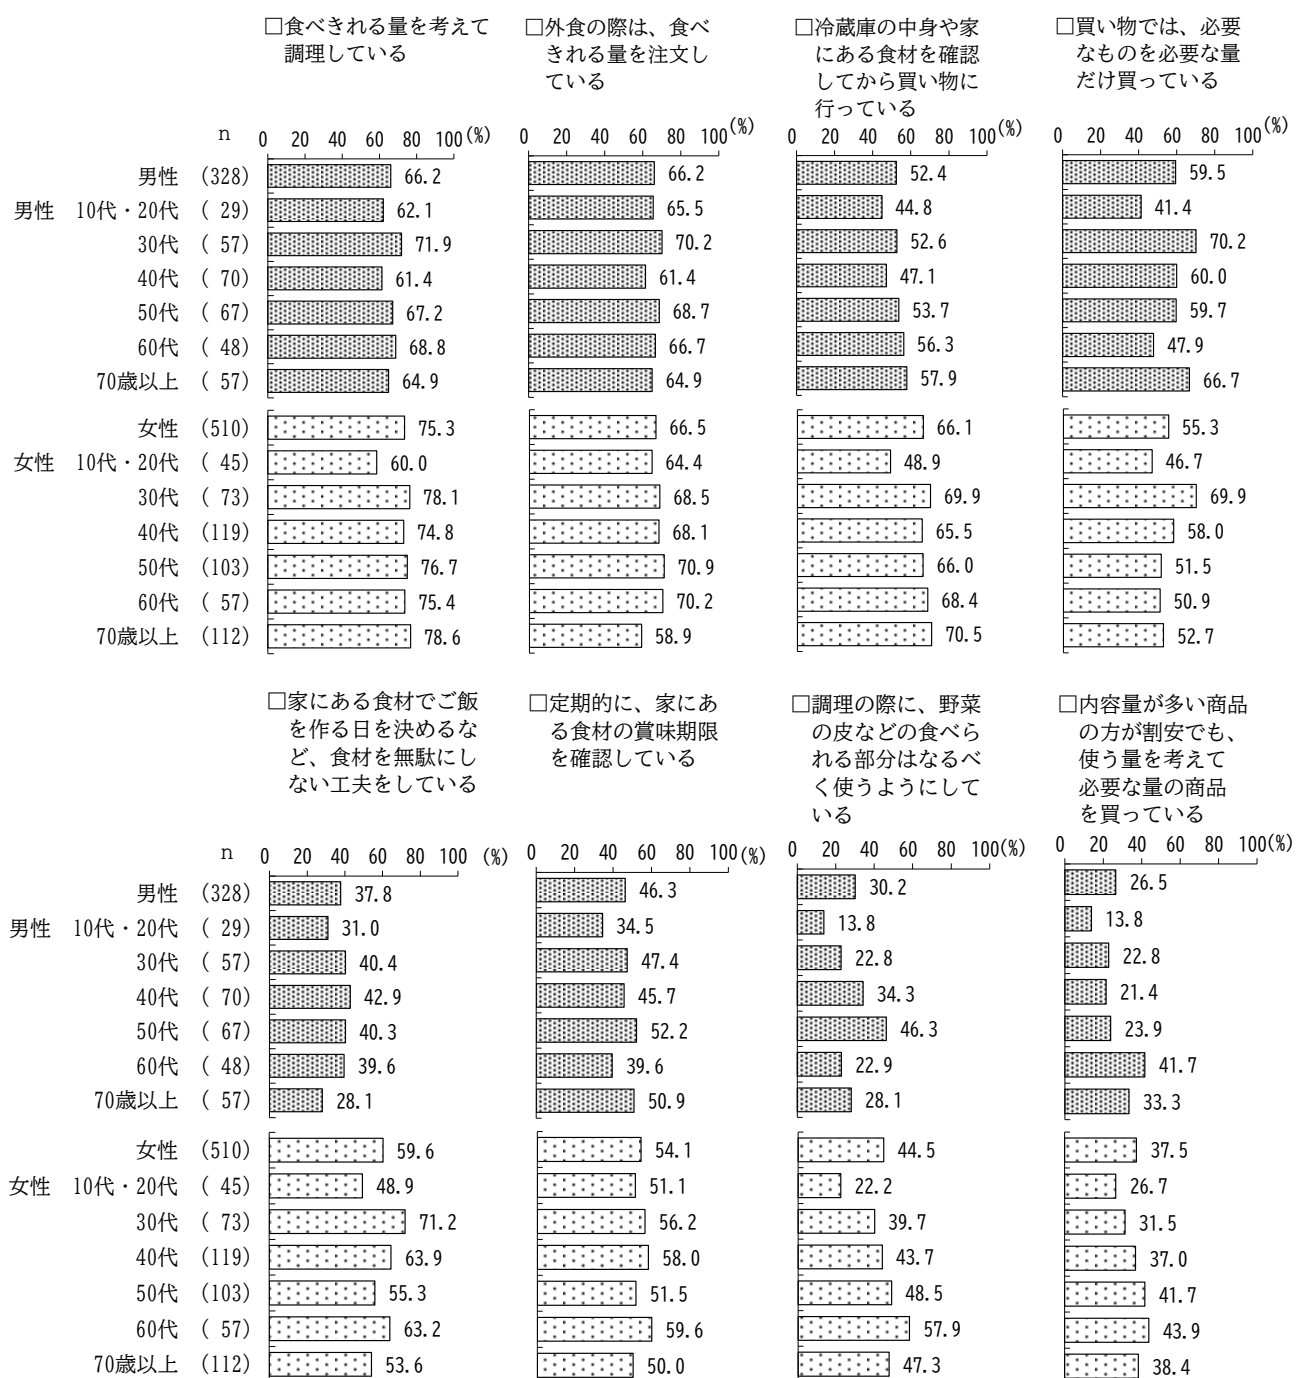 □食べきれる量を考えて
調理している
□外食の際は、食べ
きれる量を注文し
ている
□冷蔵庫の中身や家
にある食材を確認
してから買い物に
行っている
□買い物では、必要
なものを必要な量
だけ買っている
n 0 20 40 60 80 100(%) 0 20 40 60 80 100(%) 0 20 40 60 80 100(%) 0 20 40 60 80 100(%)
男性 (328) 66.2 66.2 52.4 59.5
男性 10代・20代 ( 29) 62.1 65.5 44.8 41.4
30代 ( 57) 71.9 70.2 52.6 70.2
40代 ( 70) 61.4 61.4 47.1 60.0
50代 ( 67) 67.2 68.7 53.7 59.7
60代 ( 48) 68.8 66.7 56.3 47.9
70歳以上 ( 57) 64.9 64.9 57.9 66.7
女性 (510) 75.3 66.5 66.1 55.3
女性 10代・20代 ( 45) 60.0 64.4 48.9 46.7
30代 ( 73) 78.1 68.5 69.9 69.9
40代 (119) 74.8 68.1 65.5 58.0
50代 (103) 76.7 70.9 66.0 51.5
60代 ( 57) 75.4 70.2 68.4 50.9
70歳以上 (112) 78.6 58.9 70.5 52.7
□家にある食材でご飯
を作る日を決めるな
ど、食材を無駄にし
ない工夫をしている
□定期的に、家にあ
る食材の賞味期限
を確認している
□調理の際に、野菜
の皮などの食べら
れる部分はなるべ
く使うようにして
いる
□内容量が多い商品
の方が割安でも、
使う量を考えて
必要な量の商品
を買っている
n 0 20 40 60 80 100 (%) 0 20 40 60 80 100(%) 0 20 40 60 80 100(%) 0 20 40 60 80 100(%)
男性 (328) 37.8 46.3 30.2 26.5
男性 10代・20代 ( 29) 31.0 34.5 13.8 13.8
30代 ( 57) 40.4 47.4 22.8 22.8
40代 ( 70) 42.9 45.7 34.3 21.4
50代 ( 67) 40.3 52.2 46.3 23.9
60代 ( 48) 39.6 39.6 22.9 41.7
70歳以上 ( 57) 28.1 50.9 28.1 33.3
女性 (510) 59.6 54.1 44.5 37.5
女性 10代・20代 ( 45) 48.9 51.1 22.2 26.7
30代 ( 73) 71.2 56.2 39.7 31.5
40代 (119) 63.9 58.0 43.7 37.0
50代 (103) 55.3 51.5 48.5 41.7
60代 ( 57) 63.2 59.6 57.9 43.9
70歳以上 (112) 53.6 50.0 47.3 38.4